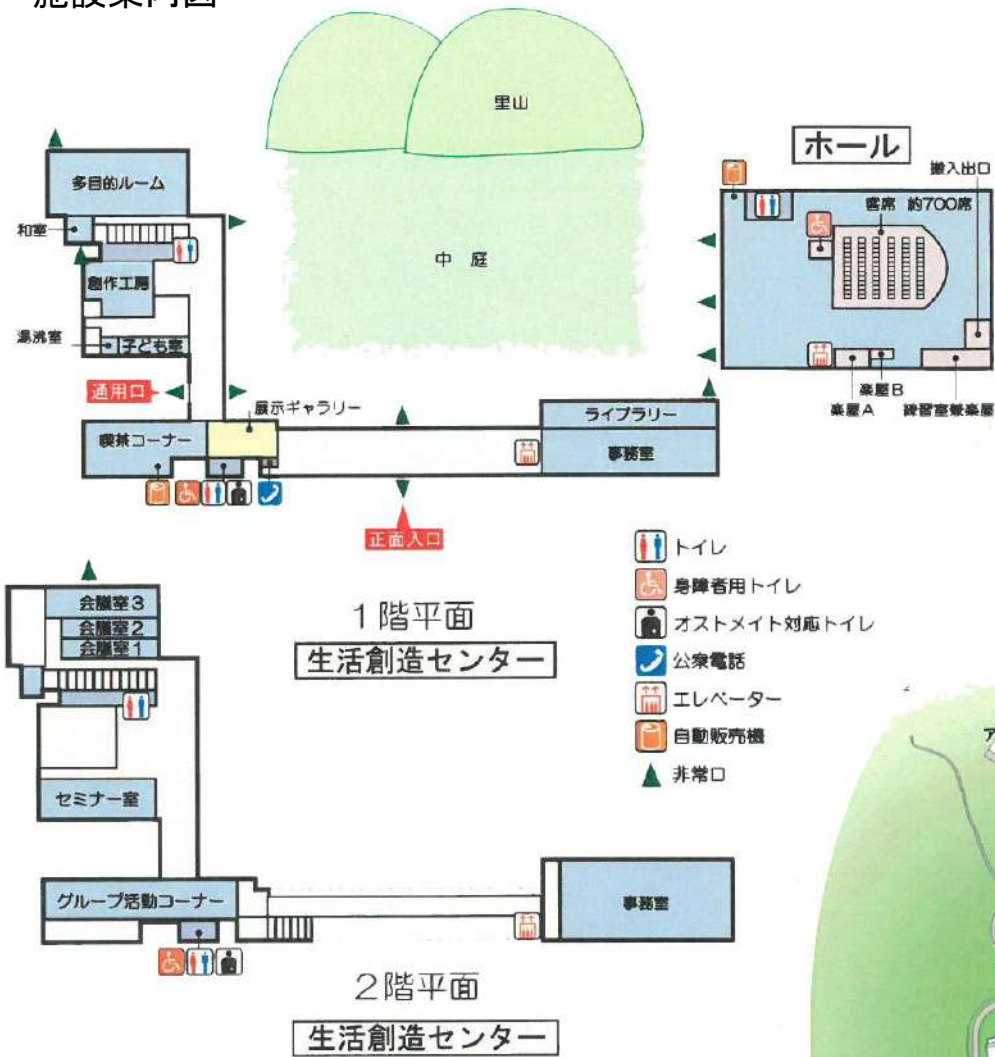 施設案内図
里山
中 庭
多目的ルーム
和室
創作工房
湯沸室
子ども室
通用口
展示ギャラリー
喫茶コーナー
正面入口
ライブラリー
事務室
ホール
搬入出口
客席 約700席
楽屋B
楽屋A
練習室兼楽屋
1階平面
生活創造センター
トイレ
身障者用トイレ
オストメイト対応トイレ
公衆電話
エレベーター
自動販売機
非常口
会議室3
会議室2
会議室1
セミナー室
グループ活動コーナー
事務室
2階平面
生活創造センター
ア